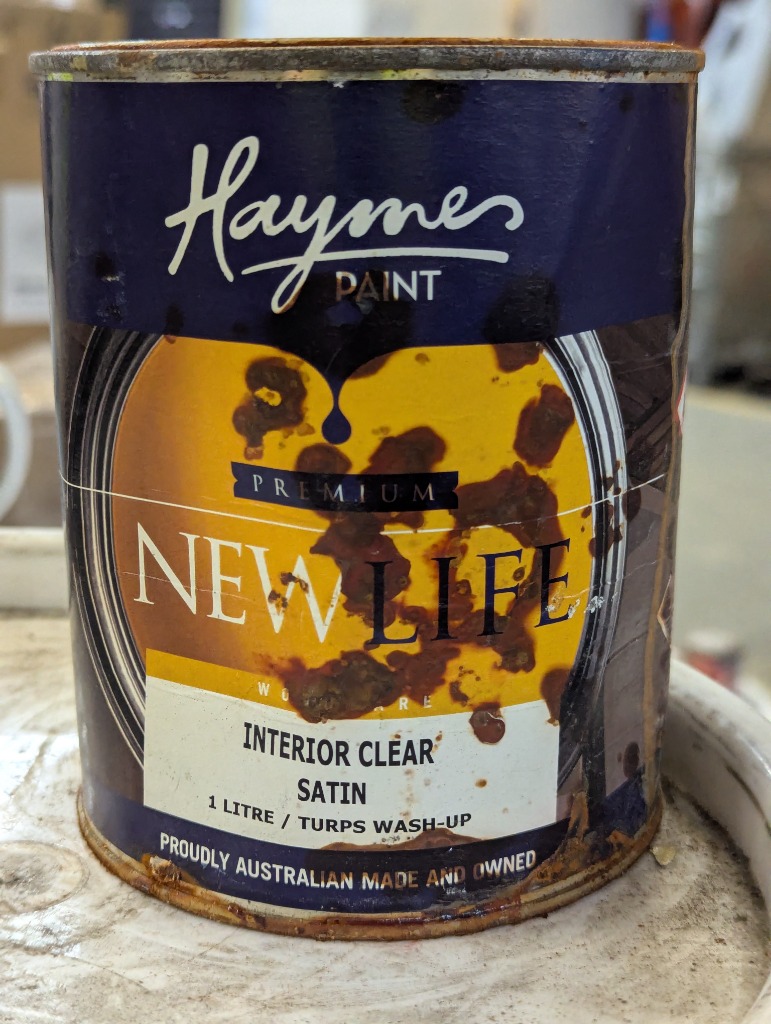 Haymes
PAINT
PREMIUM
NEW LIFE
INTERIOR CLEAR
SATIN
1 LITRE / TURPS WASH-UP
PROUDLY AUSTRALIAN MADE AND OWNED